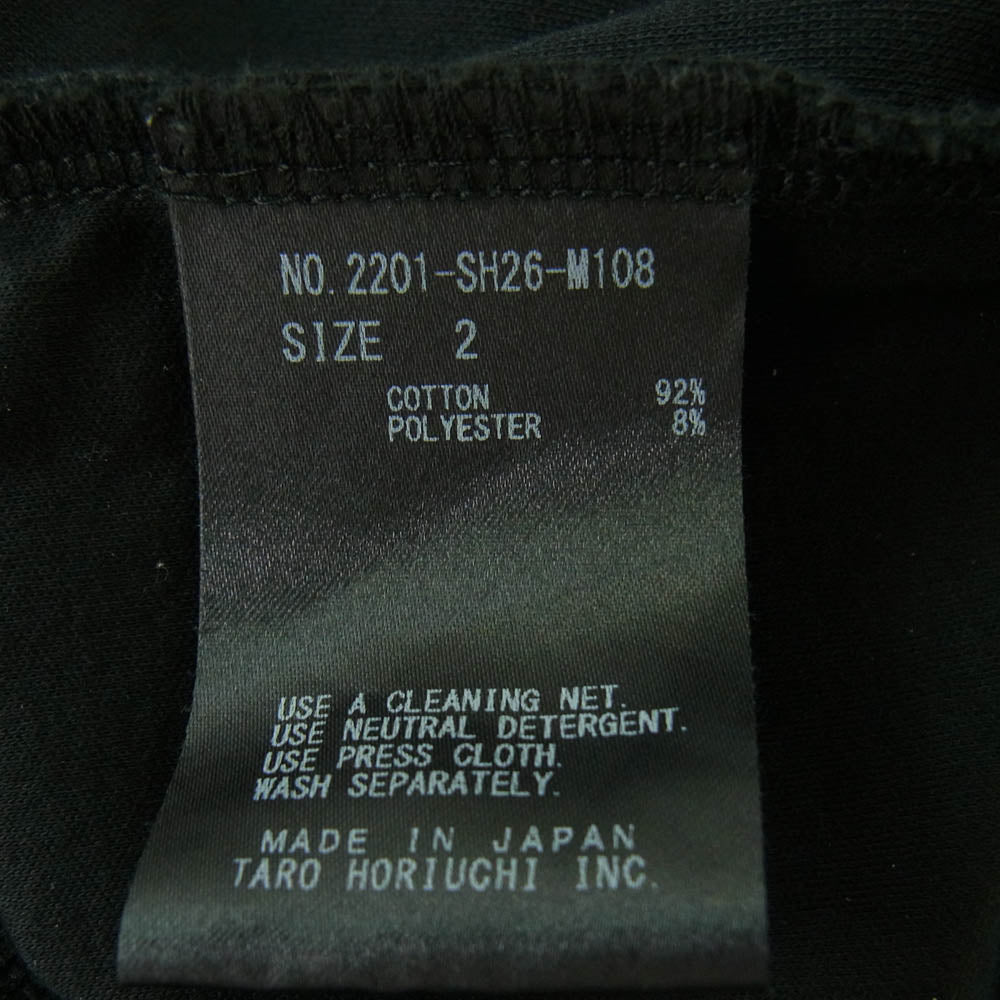 NO. 2201-SH26-M108
SIZE 2
COTTON 92%
POLYESTER 8%
USE A CLEANING NET.
USE NEUTRAL DETERGENT.
USE PRESS CLOTH.
WASH SEPARATELY.
MADE IN JAPAN
TARO HORIUCHI INC.